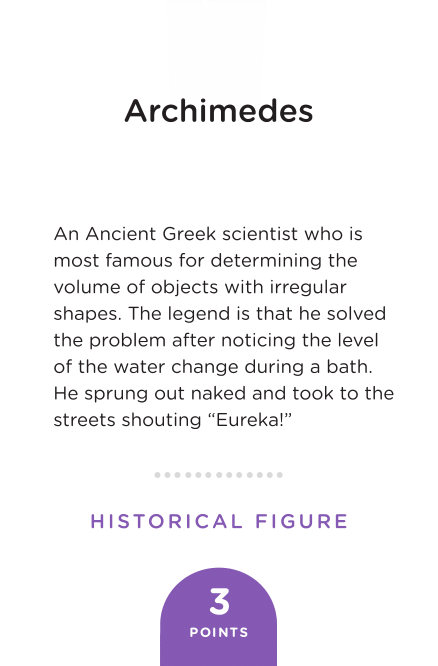 Archimedes
An Ancient Greek scientist who is
most famous for determining the
volume of objects with irregular
shapes. The legend is that he solved
the problem after noticing the level
of the water change during a bath.
He sprung out naked and took to the
streets shouting “Eureka!”
HISTORICAL FIGURE
3
POINTS